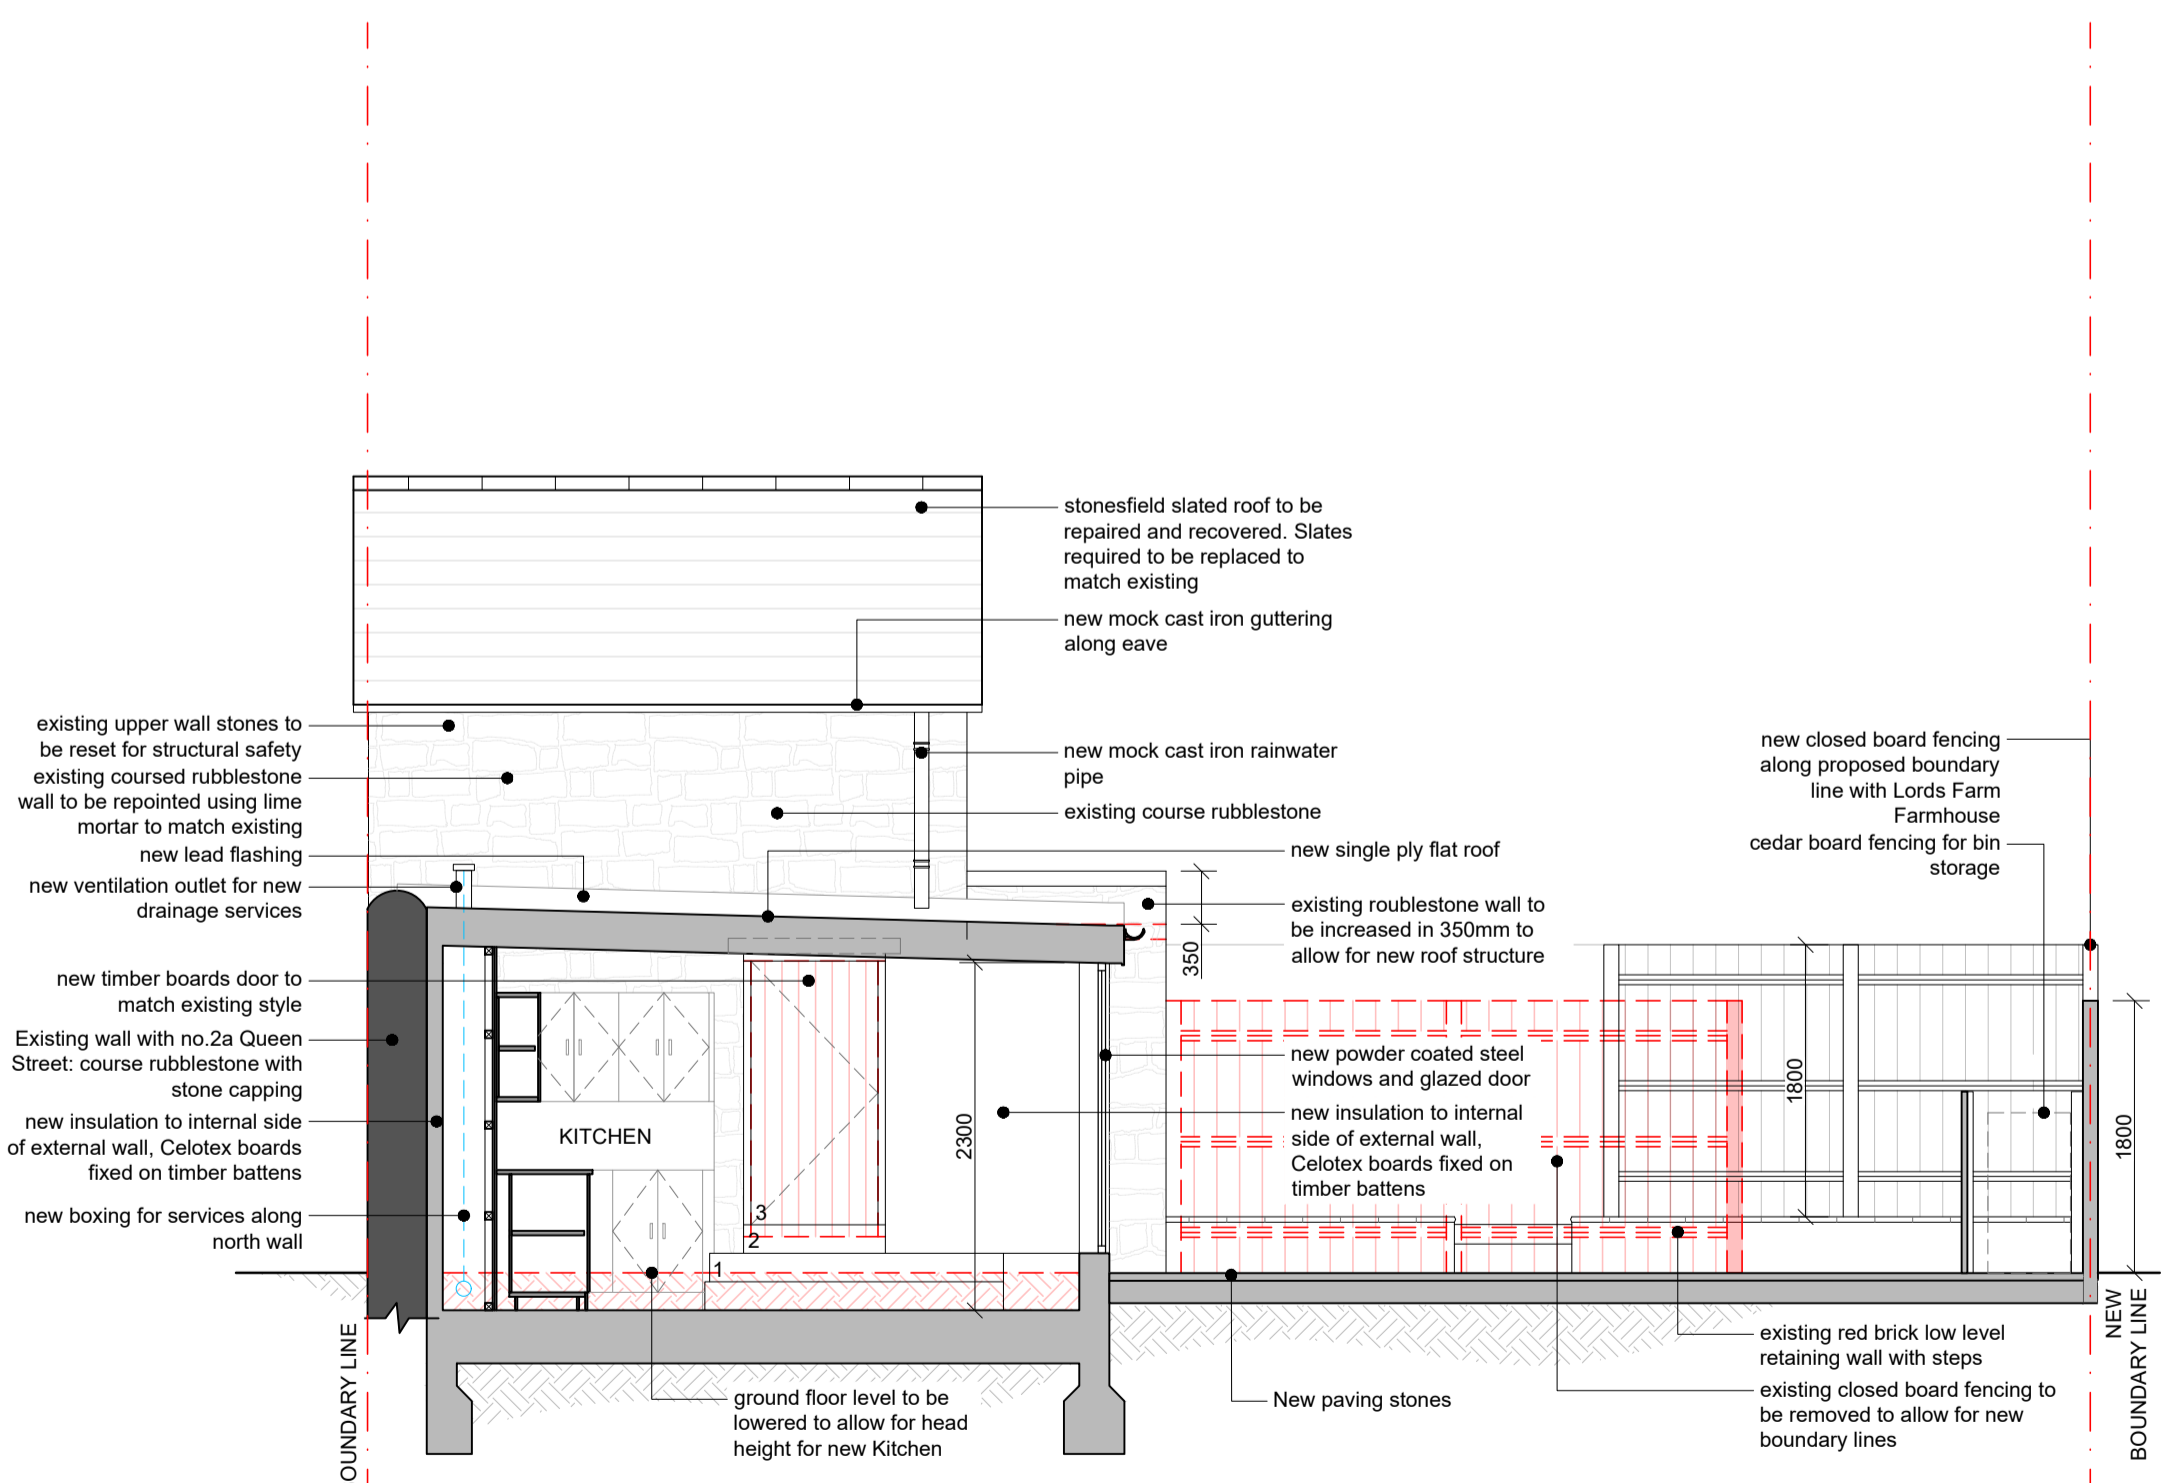 stonesfield slated roof to be
repaired and recovered. Slates
required to be replaced to
match existing
new mock cast iron guttering
along eave
existing upper wall stones to
be reset for structural safety
existing coursed rubblestone
wall to be repointed using lime
mortar to match existing
new lead flashing
new ventilation outlet for new
drainage services
new timber boards door to
match existing style
Existing wall with no.2a Queen
Street: course rubblestone with
stone capping
new insulation to internal side
of external wall, Celotex boards
fixed on timber battens
new boxing for services along
north wall
new mock cast iron rainwater
pipe
existing course rubblestone
new single ply flat roof
existing roublestone wall to
be increased in 350mm to
allow for new roof structure
350
new powder coated steel
windows and glazed door
new insulation to internal
side of external wall,
Celotex boards fixed on
timber battens
new closed board fencing
along proposed boundary
line with Lords Farm
Farmhouse
cedar board fencing for bin
storage
KITCHEN
2300
1800
1800
3
2
1
OUNDARY LINE
ground floor level to be
lowered to allow for head
height for new Kitchen
New paving stones
existing red brick low level
retaining wall with steps
existing closed board fencing to
be removed to allow for new
boundary lines
NEW
BOUNDARY LINE